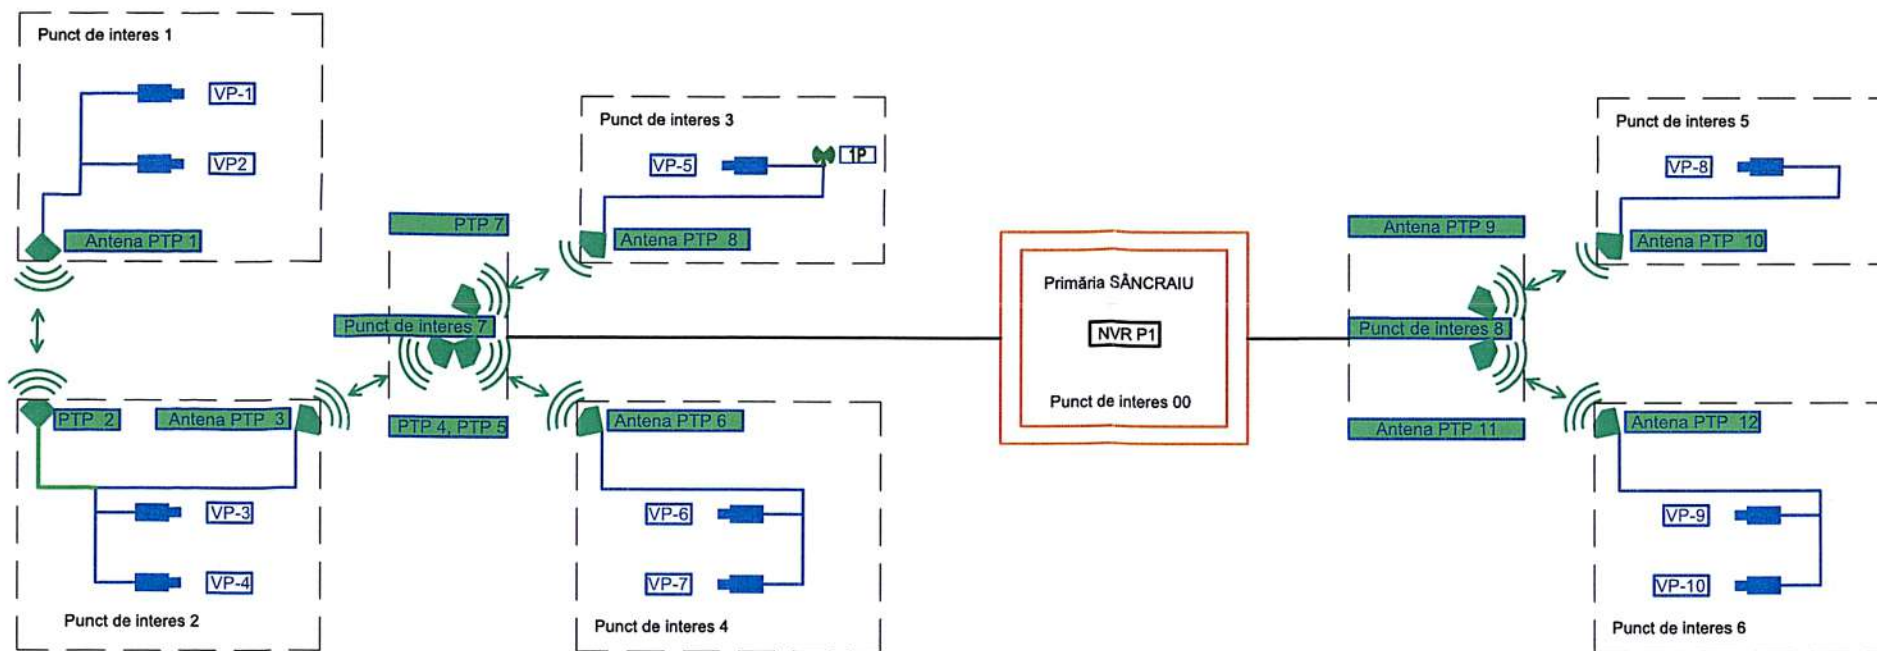 Punct de interes 1
VP-1
VP2
Antena PTP 1
PTP 2
Antena PTP 3
VP-3
VP-4
Punct de interes 2
PTP 7
Punct de interes 7
PTP 4, PTP 5
Punct de interes 3
VP-5
1P
Antena PTP 8
Antena PTP 6
VP-6
VP-7
Punct de interes 4
Primăria SÂNCRAIU
NVR P1
Punct de interes 00
Antena PTP 9
Punct de interes 8
Antena PTP 11
Punct de interes 5
VP-8
Antena PTP 10
Antena PTP 12
VP-9
VP-10
Punct de interes 6